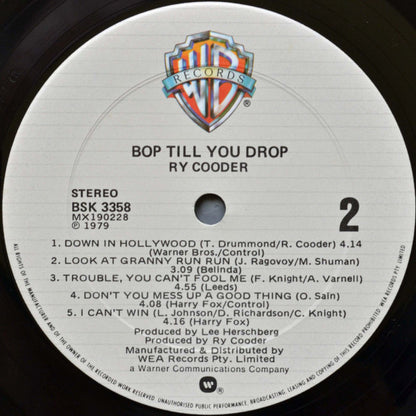 WB
RECORDS
®
BOP TILL YOU DROP
RY COODER
STEREO
BSK 3358
MX190228
℗ 1979
2
1. DOWN IN HOLLYWOOD (T. Drummond/R. Cooder) 4.14
(Warner Bros./Control)
2. LOOK AT GRANNY RUN RUN (J. Ragovoy/M. Shuman)
3.09 (Belinda)
3. TROUBLE, YOU CAN'T FOOL ME (F. Knight/A. Varnell)
4.55 (Leeds)
4. DON'T YOU MESS UP A GOOD THING (O. Sain)
4.08 (Harry Fox/Control)
5. I CAN'T WIN (L. Johnson/D. Richardson/C. Knight)
4.16 (Harry Fox)
Produced by Lee Herschberg
Produced by Ry Cooder
Manufactured & Distributed by
WEA Records Pty. Limited
a Warner Communications Company
ALL RIGHTS OF THE MANUFACTURER AND OF THE OWNER OF THE RECORDED WORK RESERVED. UNAUTHORISED PUBLIC PERFORMANCE, BROADCASTING, LEASING AND COPYING OF THIS RECORD PROHIBITED WEA RECORDS PTY. LIMITED